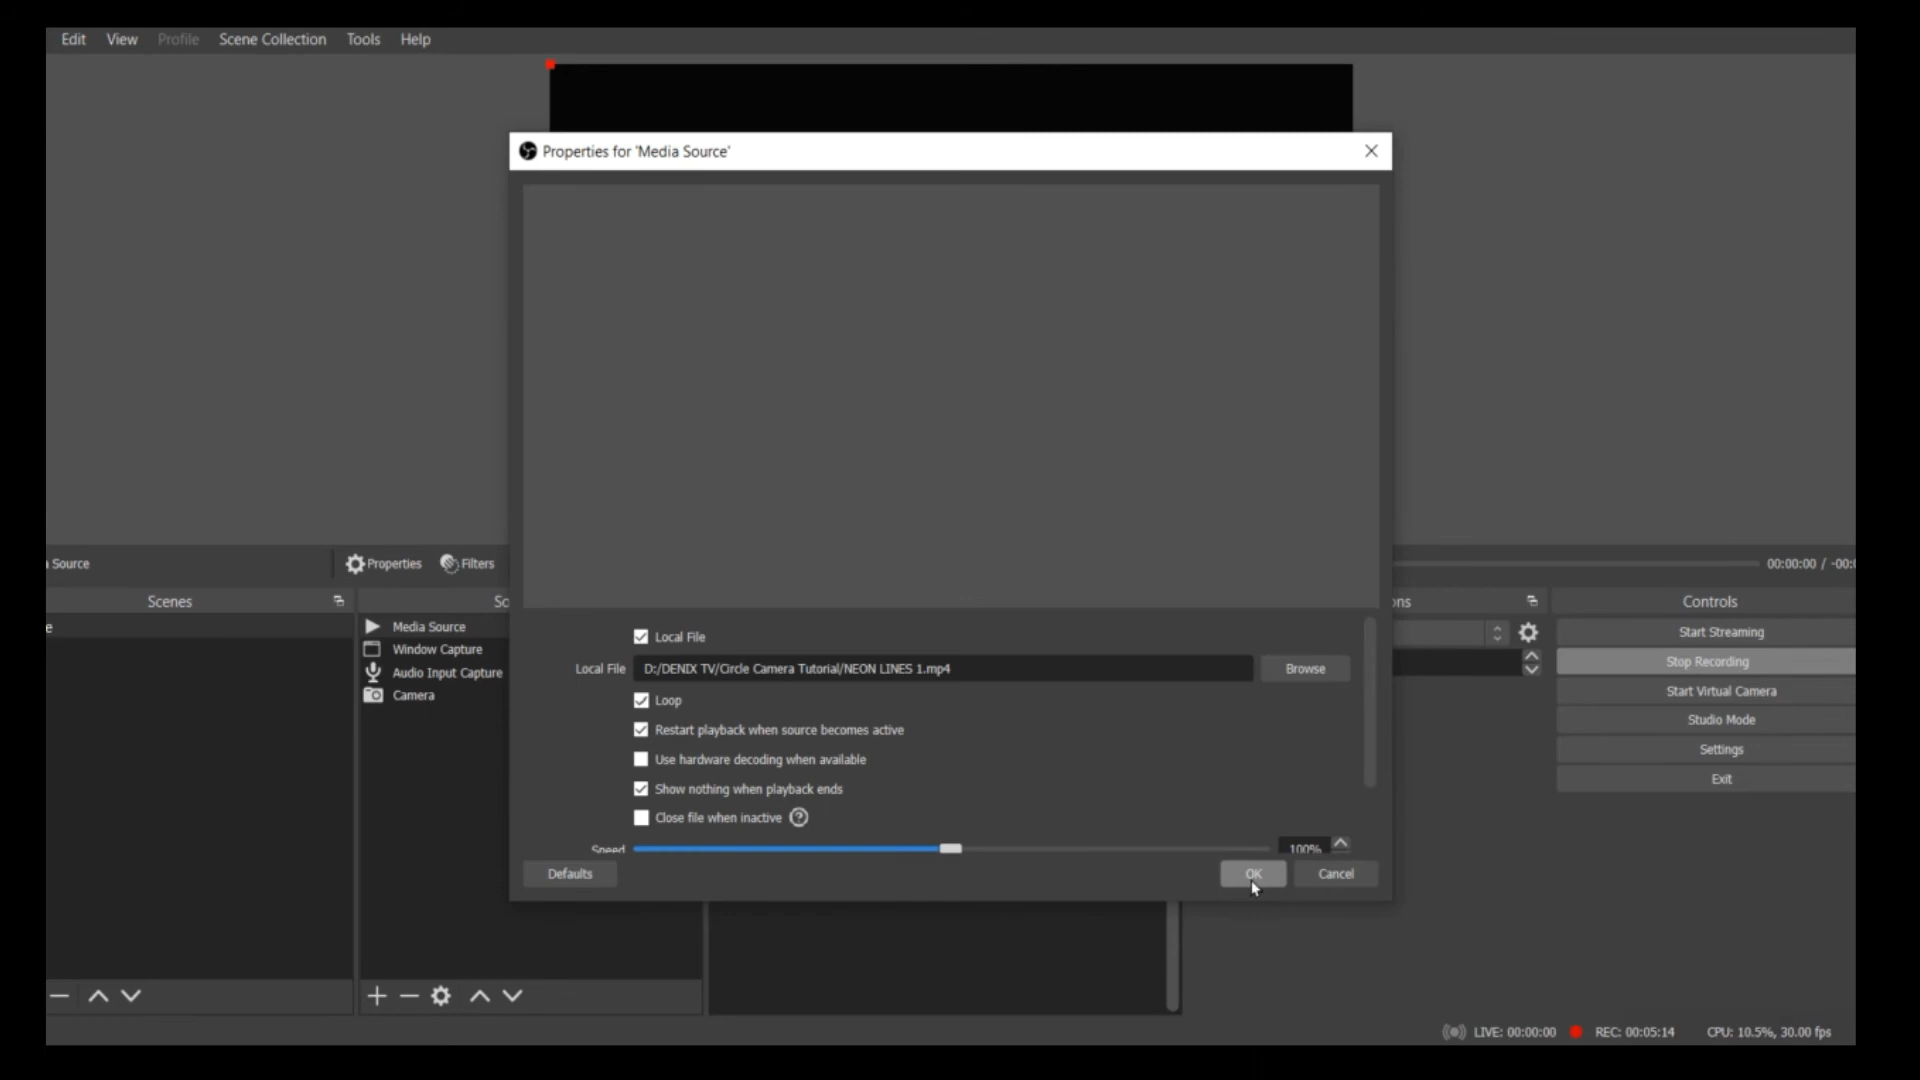 Edit View Profile Scene Collection Tools Help
Properties for 'Media Source'
Source Properties Filters 00:00:00 / -00:
Scenes
Media Source
Window Capture
Audio Input Capture
Camera
Local File
Local File D:/DENIX TV/Circle Camera Tutorial/NEON LINES 1.mp4 Browse
Loop
Restart playback when source becomes active
Use hardware decoding when available
Show nothing when playback ends
Close file when inactive ?
Speed 100%
Defaults OK Cancel
Controls
Start Streaming
Stop Recording
Start Virtual Camera
Studio Mode
Settings
Exit
LIVE: 00:00:00 REC: 00:05:14 CPU: 10.5%, 30.00 fps